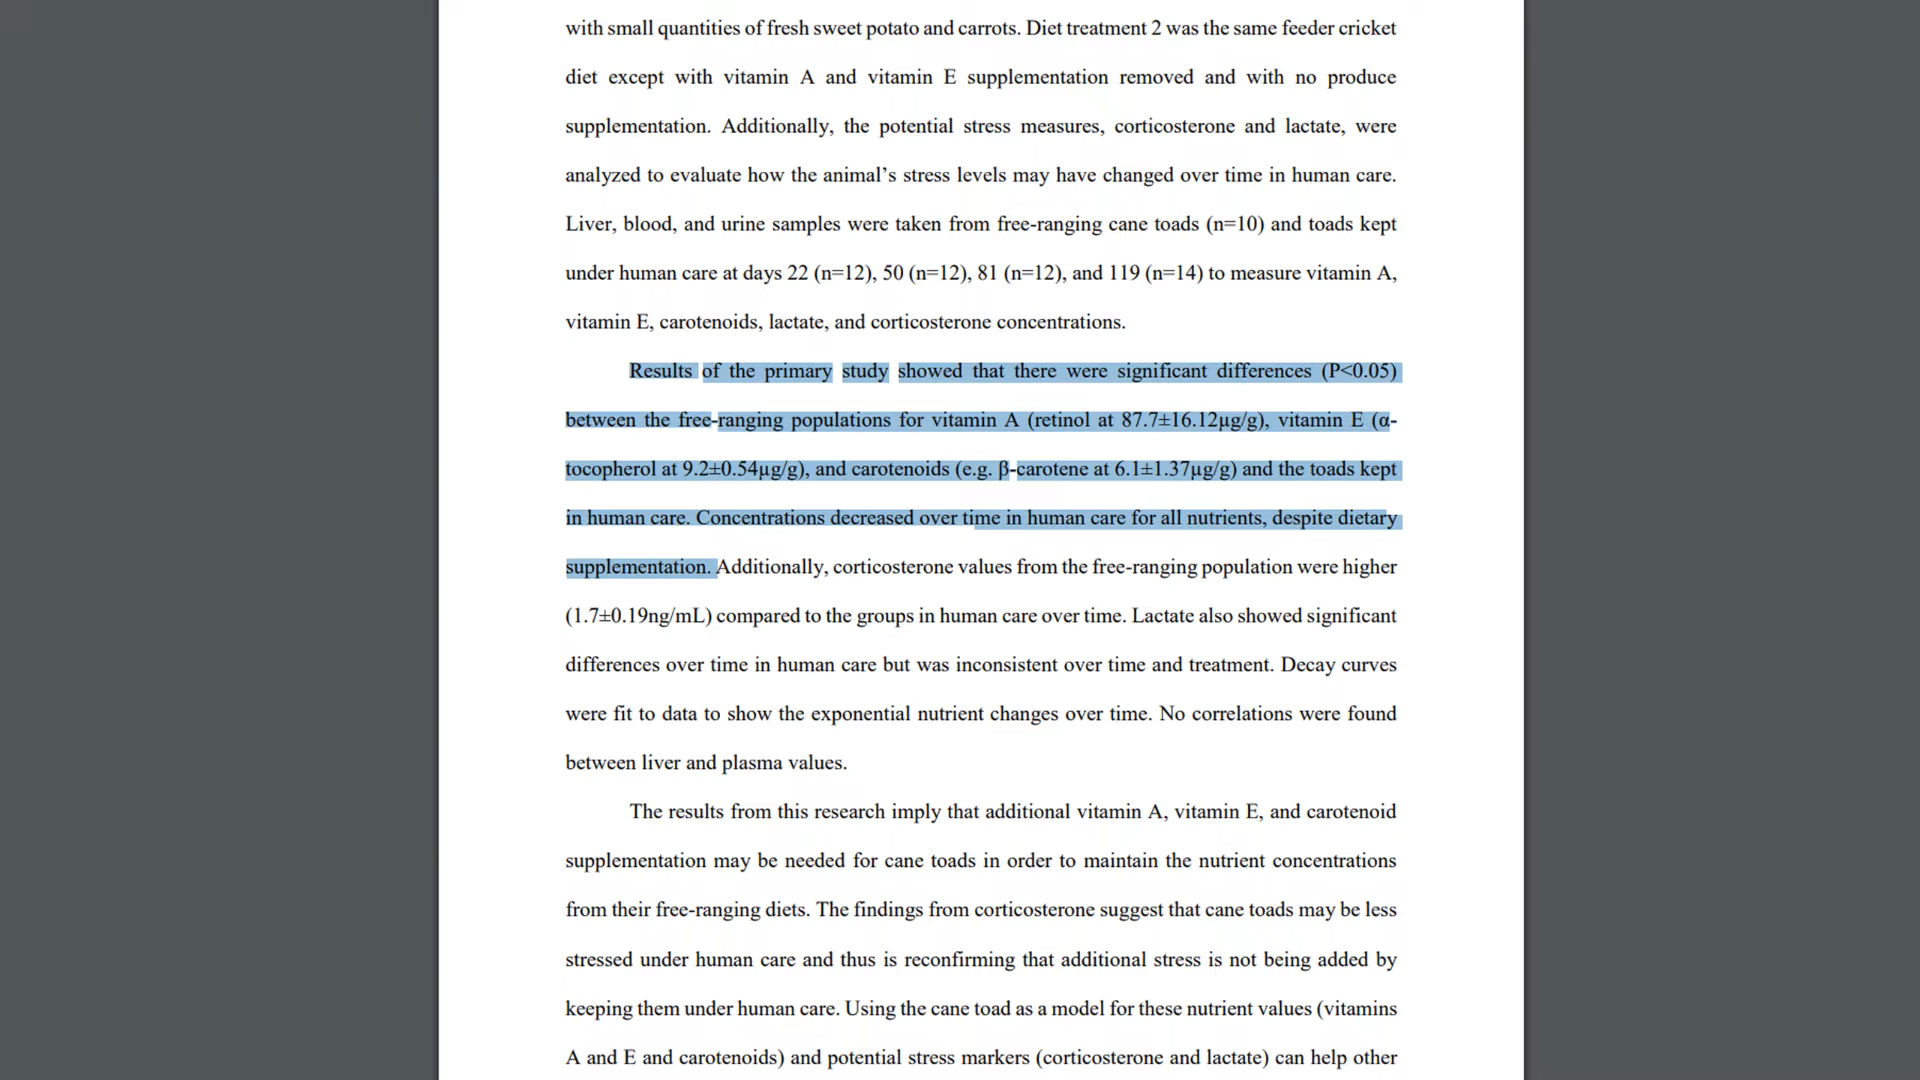 with small quantities of fresh sweet potato and carrots. Diet treatment 2 was the same feeder cricket
diet except with vitamin A and vitamin E supplementation removed and with no produce
supplementation. Additionally, the potential stress measures, corticosterone and lactate, were
analyzed to evaluate how the animal’s stress levels may have changed over time in human care.
Liver, blood, and urine samples were taken from free-ranging cane toads (n=10) and toads kept
under human care at days 22 (n=12), 50 (n=12), 81 (n=12), and 119 (n=14) to measure vitamin A,
vitamin E, carotenoids, lactate, and corticosterone concentrations.
Results of the primary study showed that there were significant differences (P<0.05)
between the free-ranging populations for vitamin A (retinol at 87.7±16.12µg/g), vitamin E (α-
tocopherol at 9.2±0.54µg/g), and carotenoids (e.g. β-carotene at 6.1±1.37µg/g) and the toads kept
in human care. Concentrations decreased over time in human care for all nutrients, despite dietary
supplementation. Additionally, corticosterone values from the free-ranging population were higher
(1.7±0.19ng/mL) compared to the groups in human care over time. Lactate also showed significant
differences over time in human care but was inconsistent over time and treatment. Decay curves
were fit to data to show the exponential nutrient changes over time. No correlations were found
between liver and plasma values.
The results from this research imply that additional vitamin A, vitamin E, and carotenoid
supplementation may be needed for cane toads in order to maintain the nutrient concentrations
from their free-ranging diets. The findings from corticosterone suggest that cane toads may be less
stressed under human care and thus is reconfirming that additional stress is not being added by
keeping them under human care. Using the cane toad as a model for these nutrient values (vitamins
A and E and carotenoids) and potential stress markers (corticosterone and lactate) can help other